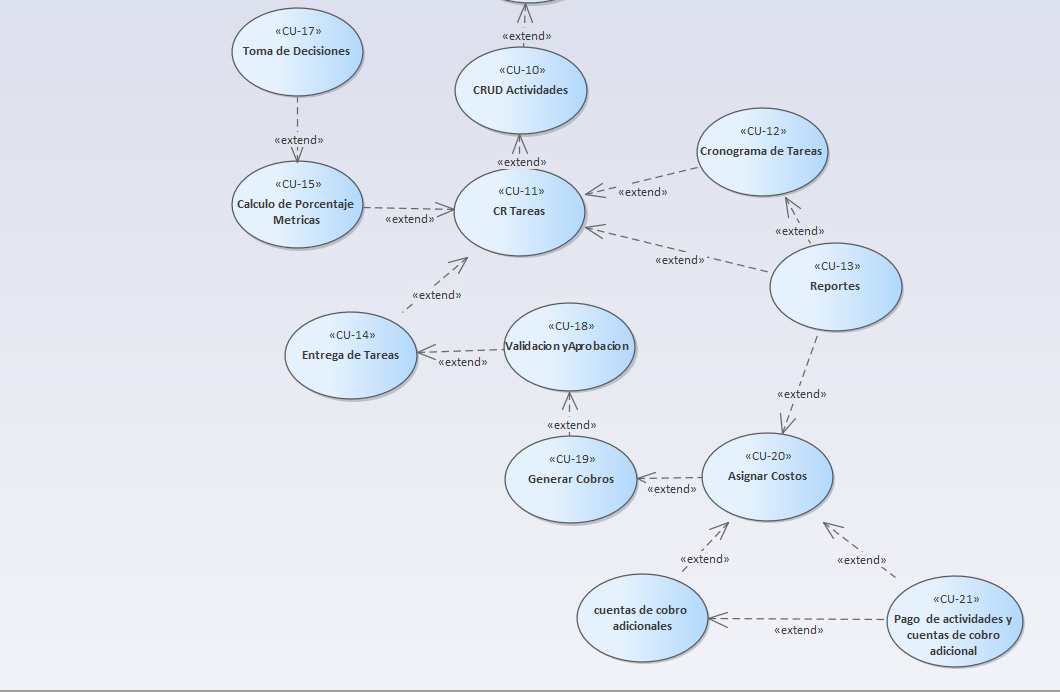 «CU-17»
Toma de Decisiones
«extend»
«CU-10»
CRUD Actividades
«extend»
«extend»
«CU-12»
Cronograma de Tareas
«CU-15»
Calculo de Porcentaje
Metricas
«extend»
«CU-11»
CR Tareas
«extend»
«extend»
«extend»
«CU-13»
Reportes
«extend»
«CU-14»
Entrega de Tareas
«extend»
«CU-18»
Validacion yAprobacion
«extend»
«extend»
«CU-19»
Generar Cobros
«extend»
«CU-20»
Asignar Costos
«extend»
«extend»
cuentas de cobro
adicionales
«extend»
«CU-21»
Pago  de actividades y
cuentas de cobro
adicional